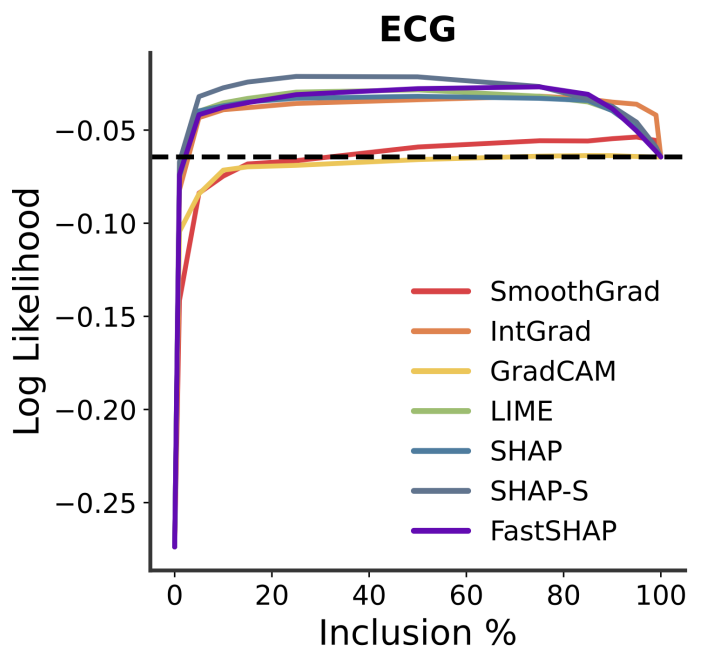 ECG
Log Likelihood
−0.05
−0.10
−0.15
−0.20
−0.25
SmoothGrad
IntGrad
GradCAM
LIME
SHAP
SHAP-S
FastSHAP
0 20 40 60 80 100
Inclusion %